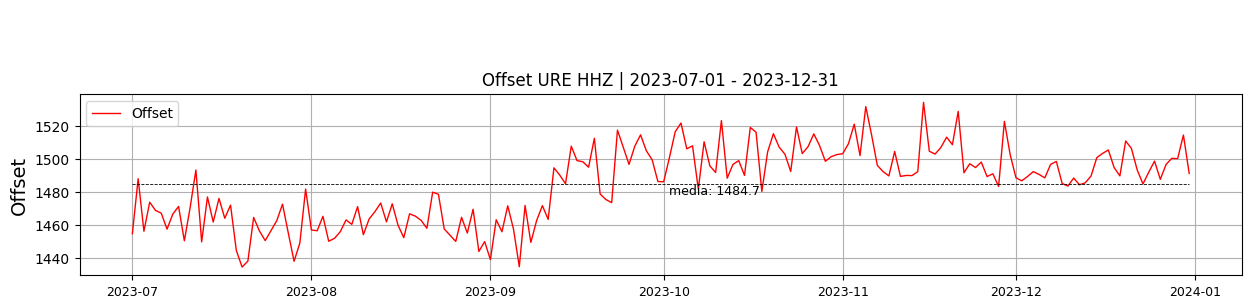 Offset URE HHZ | 2023-07-01 - 2023-12-31
Offset
Offset
1520
1500
1480
1460
1440
media: 1484.7
2023-07 2023-08 2023-09 2023-10 2023-11 2023-12 2024-01